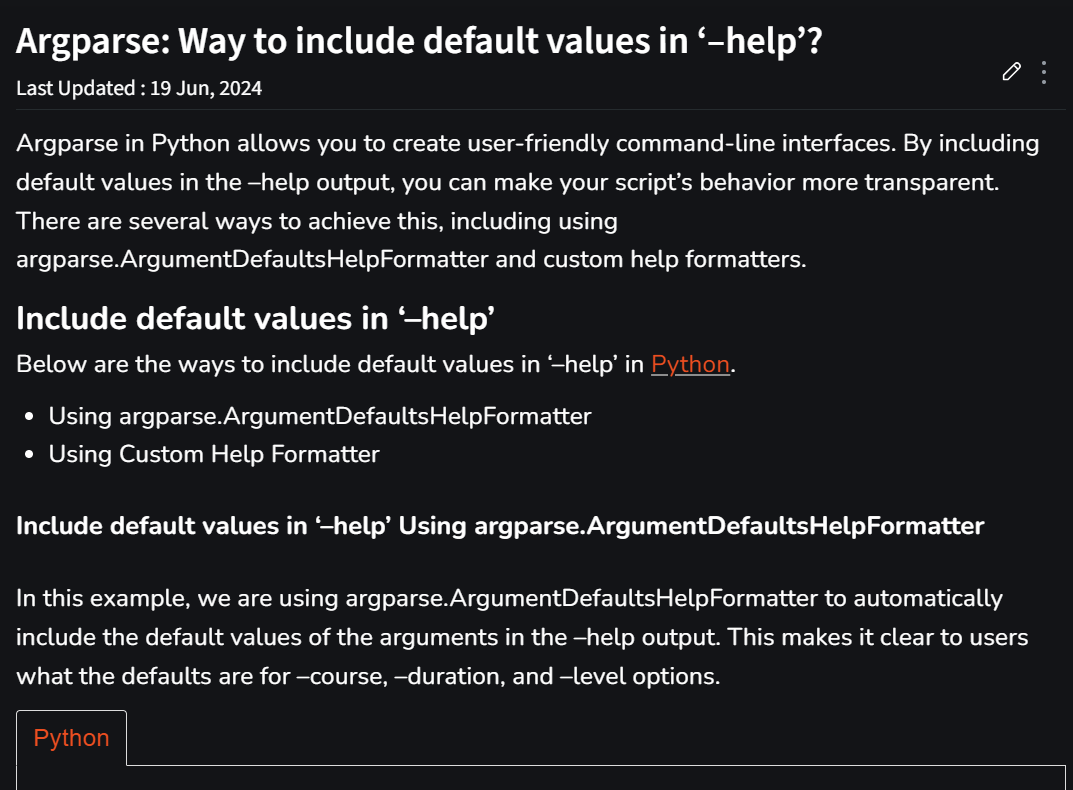 Argparse: Way to include default values in ‘–help’?
Last Updated : 19 Jun, 2024
Argparse in Python allows you to create user-friendly command-line interfaces. By including
default values in the –help output, you can make your script’s behavior more transparent.
There are several ways to achieve this, including using
argparse.ArgumentDefaultsHelpFormatter and custom help formatters.
Include default values in ‘–help’
Below are the ways to include default values in ‘–help’ in Python.
• Using argparse.ArgumentDefaultsHelpFormatter
• Using Custom Help Formatter
Include default values in ‘–help’ Using argparse.ArgumentDefaultsHelpFormatter
In this example, we are using argparse.ArgumentDefaultsHelpFormatter to automatically
include the default values of the arguments in the –help output. This makes it clear to users
what the defaults are for –course, –duration, and –level options.
Python